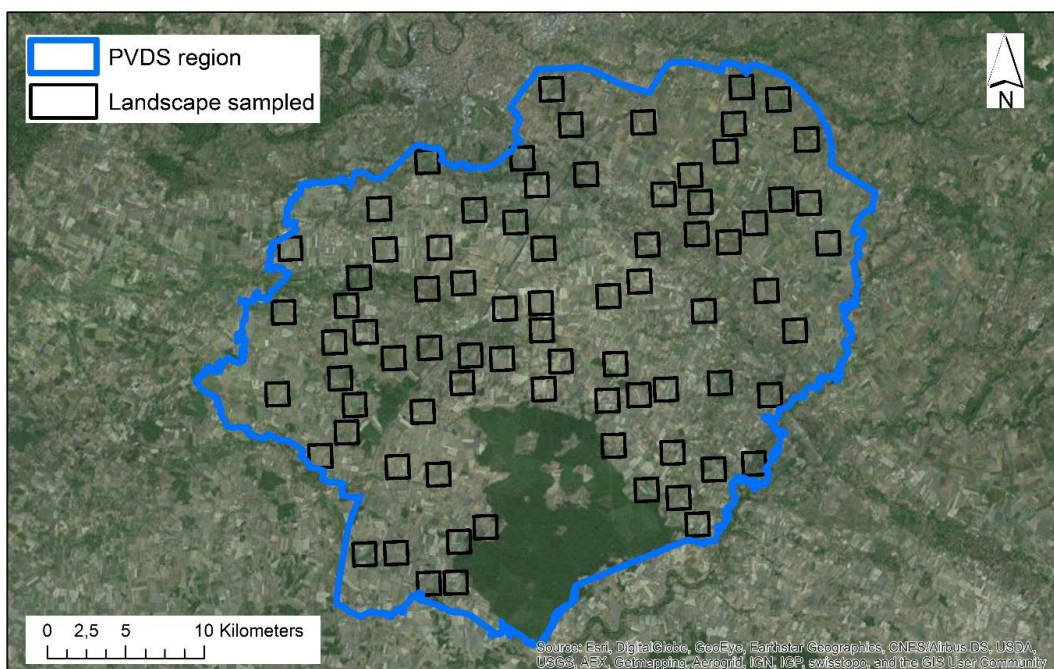 PVDS region
Landscape sampled
N
0 2,5 5 10 Kilometers
Source: Esri, DigitalGlobe, GeoEye, Earthstar Geographics, CNES/Airbus DS, USDA,
USGS, AEX, Getmapping, Aerogrid, IGN, IGP, swisstopo, and the GIS User Community